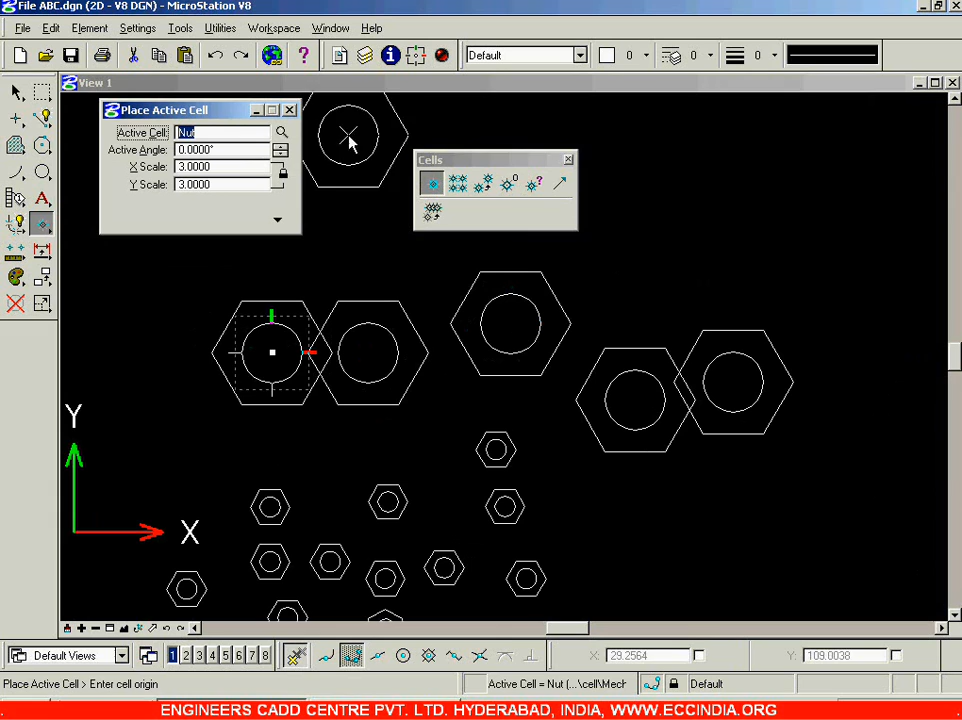 File ABC.dgn (2D - V8 DGN) - MicroStation V8
File Edit Element Settings Tools Utilities Workspace Window Help
Default
0
0
0
View 1
Place Active Cell
Active Cell: Nut
Active Angle: 0.0000°
X Scale: 3.0000
Y Scale: 3.0000
Cells
Y
X
Default Views
1 2 3 4 5 6 7 8
X: 29.2564
Y: 109.0038
Place Active Cell > Enter cell origin
Active Cell = Nut (...\cell\Mech
Default
ENGINEERS CADD CENTRE PVT. LTD. HYDERABAD, INDIA, WWW.ECCINDIA.ORG